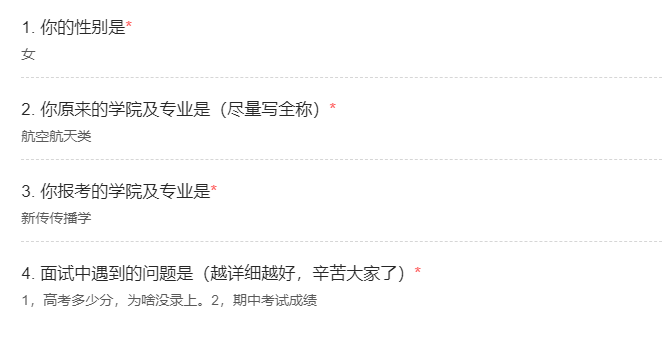 1. 你的性别是*
女
2. 你原来的学院及专业是（尽量写全称）*
航空航天类
3. 你报考的学院及专业是*
新传传播学
4. 面试中遇到的问题是（越详细越好，辛苦大家了）*
1，高考多少分，为啥没录上。2，期中考试成绩